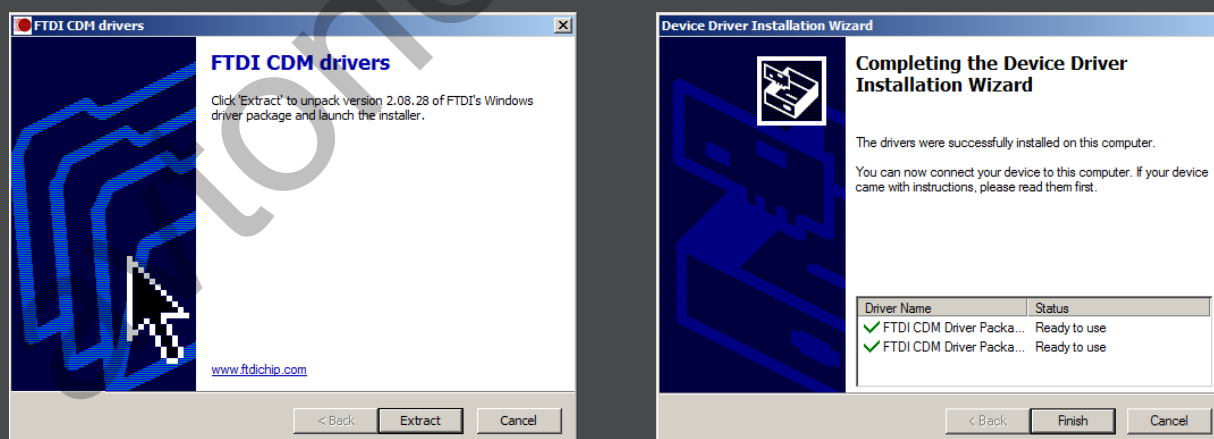 FTDI CDM drivers
FTDI CDM drivers
Click 'Extract' to unpack version 2.08.28 of FTDI's Windows
driver package and launch the installer.
www.ftdichip.com
< Back
Extract
Cancel
Device Driver Installation Wizard
Completing the Device Driver
Installation Wizard
The drivers were successfully installed on this computer.
You can now connect your device to this computer. If your device
came with instructions, please read them first.
Driver Name Status
FTDI CDM Driver Packa... Ready to use
FTDI CDM Driver Packa... Ready to use
< Back
Finish
Cancel